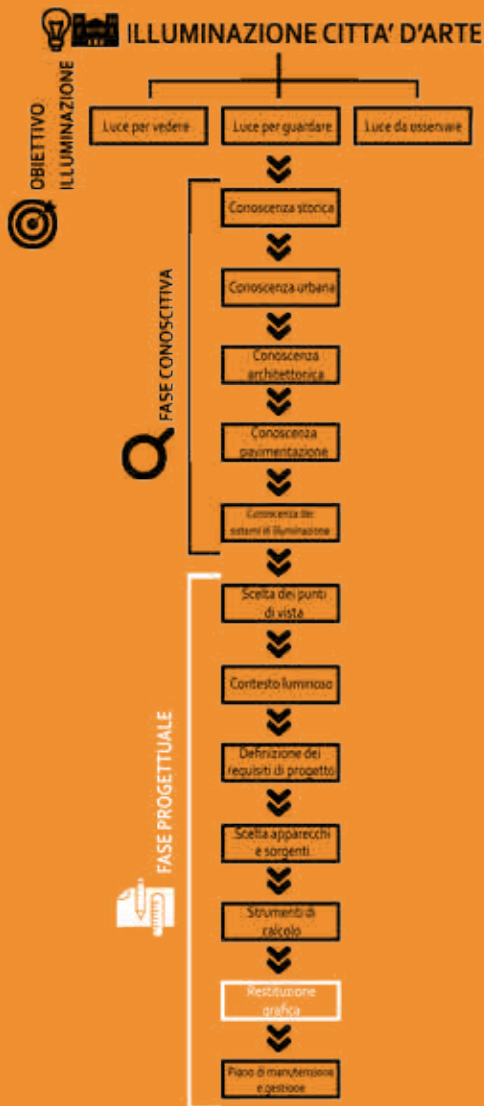 ILLUMINAZIONE CITTA' D'ARTE
OBIETTIVO
ILLUMINAZIONE
Luce per vedere
Luce per guardare
Luce da osservare
FASE CONOSCITIVA
Conoscenza storica
Conoscenza urbana
Conoscenza
architettonica
Conoscenza
pavimentazione
Conoscenza dei
sistemi di illuminazione
FASE PROGETTUALE
Scelta dei punti
di vista
Contesto luminoso
Definizione dei
requisiti di progetto
Scelta apparecchi
e sorgenti
Strumenti di
calcolo
Restituzione
grafica
Piano di manutenzione
e gestione